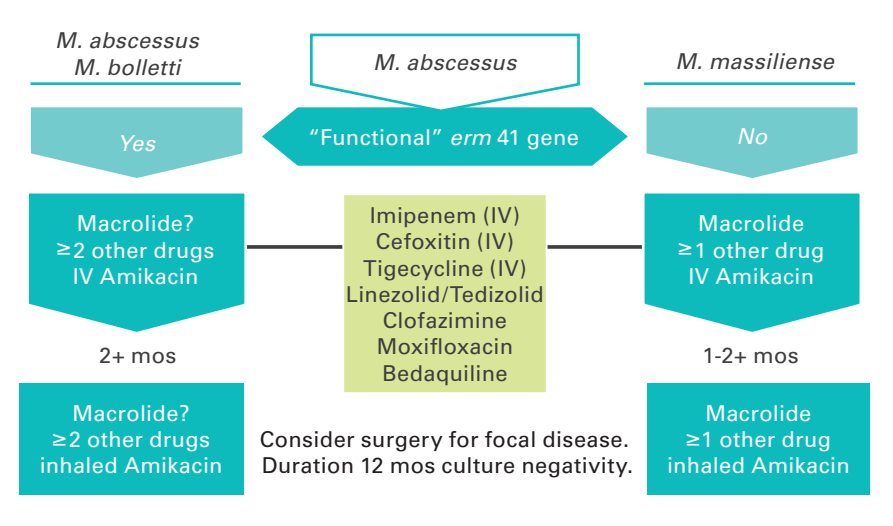 M. abscessus
M. bolletti
M. abscessus
M. massiliense
Yes
“Functional” erm 41 gene
No
Macrolide?
≥2 other drugs
IV Amikacin
Imipenem (IV)
Cefoxitin (IV)
Tigecycline (IV)
Linezolid/Tedizolid
Clofazimine
Moxifloxacin
Bedaquiline
Macrolide
≥1 other drug
IV Amikacin
2+ mos
1-2+ mos
Macrolide?
≥2 other drugs
inhaled Amikacin
Consider surgery for focal disease.
Duration 12 mos culture negativity.
Macrolide
≥1 other drug
inhaled Amikacin